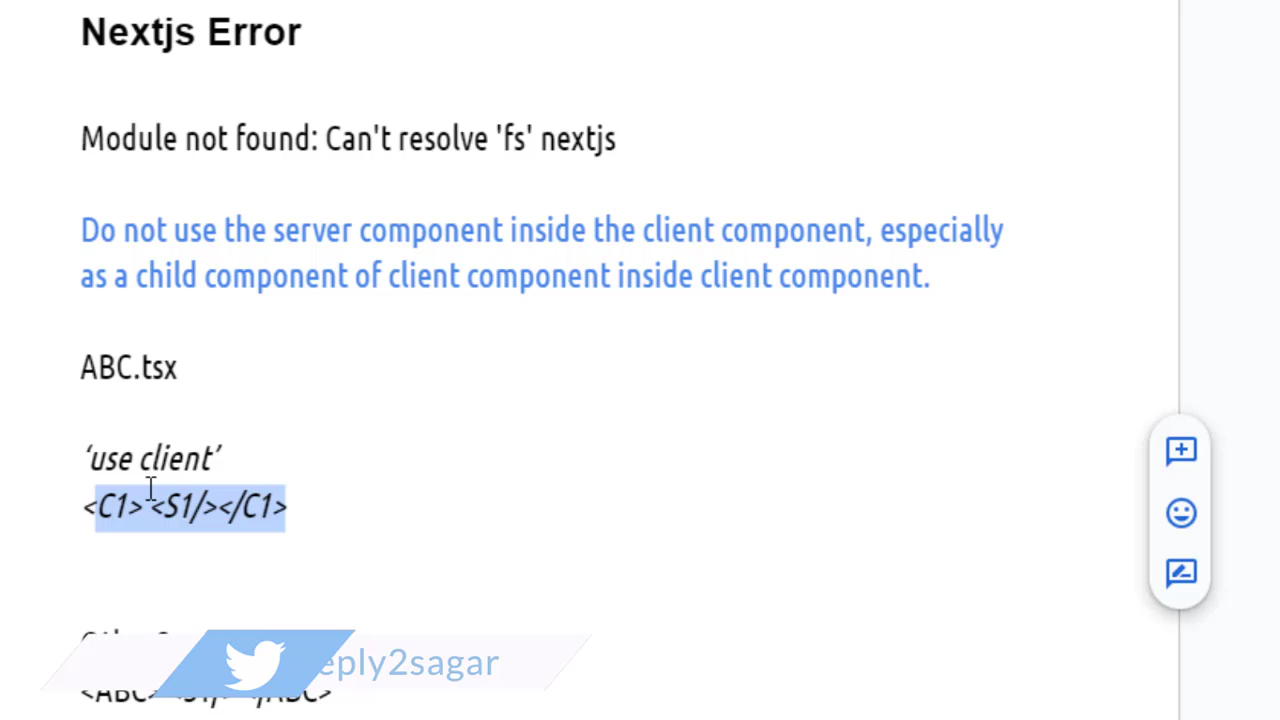 Nextjs Error
Module not found: Can't resolve 'fs' nextjs
Do not use the server component inside the client component, especially
as a child component of client component inside client component.
ABC.tsx
‘use client’
<C1> <S1/></C1>
eply2sagar